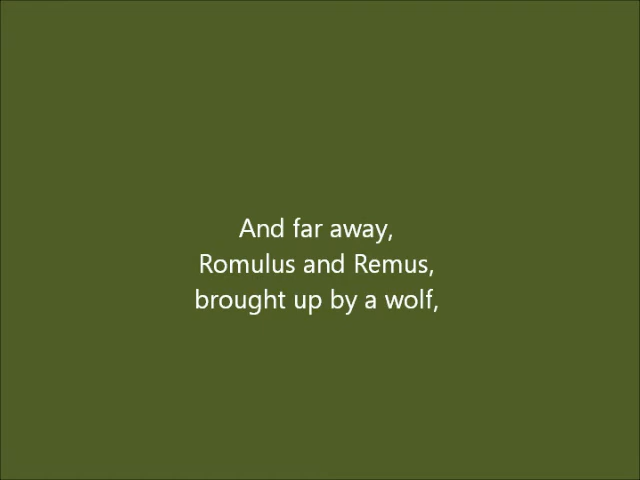 And far away,
Romulus and Remus,
brought up by a wolf,